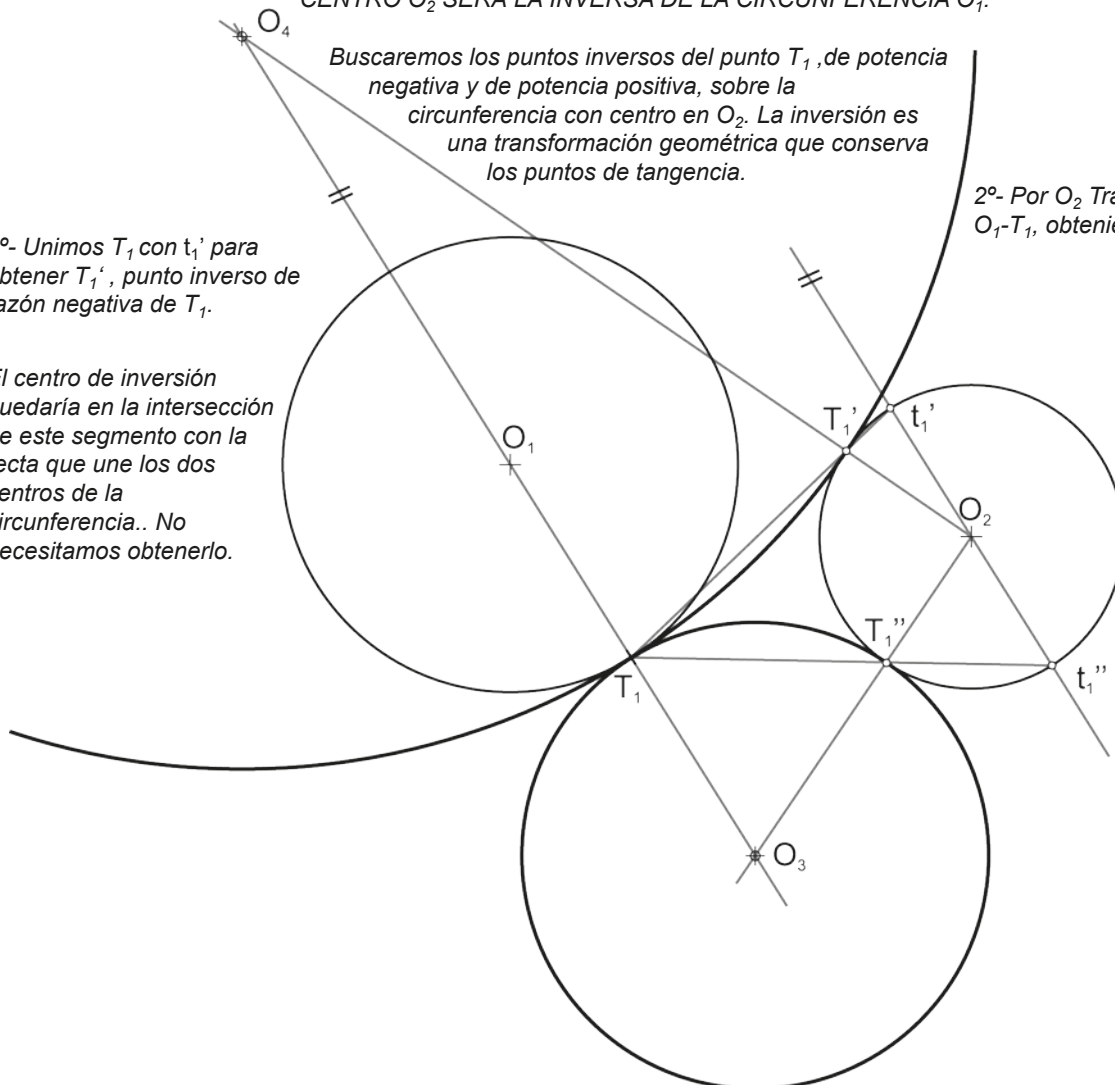 CENTRO O₂ SERÁ LA INVERSA DE LA CIRCUNFERENCIA O₁.
O₄
Buscaremos los puntos inversos del punto T₁ ,de potencia
negativa y de potencia positiva, sobre la
circunferencia con centro en O₂. La inversión es
una transformación geométrica que conserva
los puntos de tangencia.
2º- Por O₂ Tra
O₁-T₁, obtenie
º- Unimos T₁ con t₁’ para
btener T₁‘ , punto inverso de
azón negativa de T₁.
El centro de inversión
uedaría en la intersección
e este segmento con la
ecta que une los dos
entros de la
ircunferencia.. No
ecesitamos obtenerlo.
T₁’
t₁’
O₁
O₂
T₁’’
T₁
t₁’’
O₃